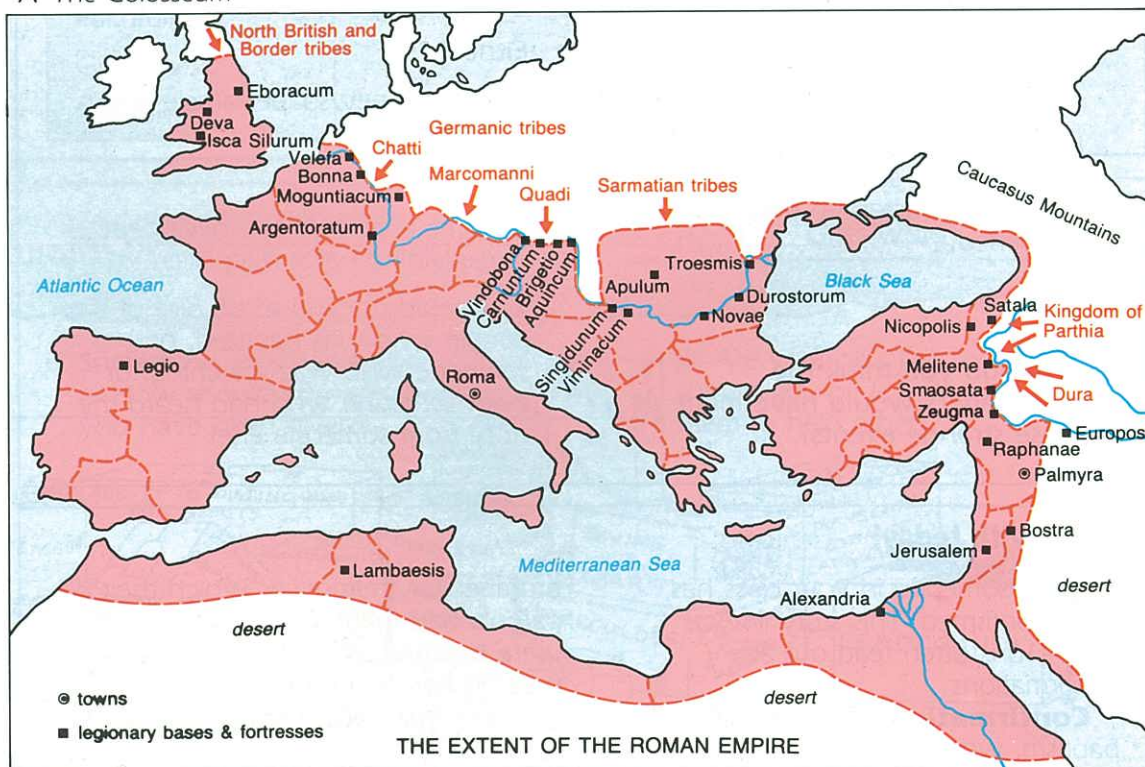 A The Colosseum
North British and
Border tribes
Eboracum
Deva
Isca Silurum
Velefa
Bonna
Chatti
Germanic tribes
Moguntiacum
Marcomanni
Quadi
Sarmatian tribes
Argentoratum
Caucasus Mountains
Atlantic Ocean
Vindobona
Carnuntum
Brigetio
Aquincum
Apulum
Troesmis
Durostorum
Novae
Black Sea
Singidunum
Viminacum
Nicopolis
Satala
Kingdom of
Parthia
Legio
Roma
Melitene
Smaosata
Zeugma
Dura
Europos
Raphanae
Palmyra
Bostra
Jerusalem
Lambaesis
Mediterranean Sea
Alexandria
desert
desert
desert
towns
legionary bases & fortresses
THE EXTENT OF THE ROMAN EMPIRE